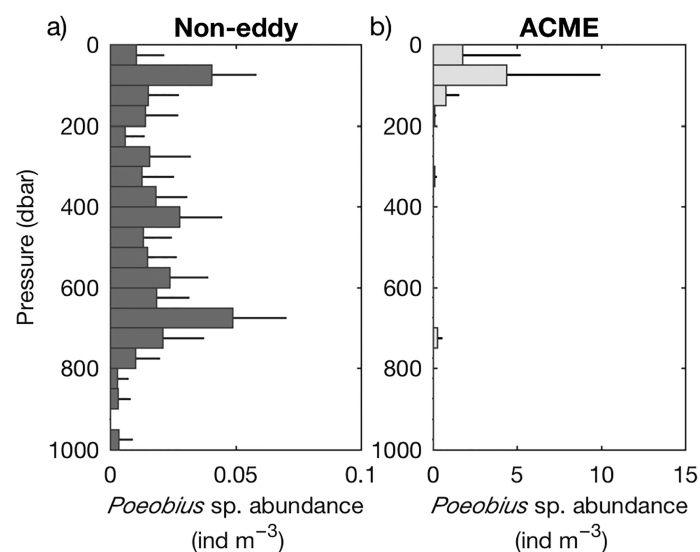 a) Non-eddy
b) ACME
Pressure (dbar)
0
200
400
600
800
1000
0 0.05 0.1
Poeobius sp. abundance
(ind m⁻³)
0
200
400
600
800
1000
0 5 10 15
Poeobius sp. abundance
(ind m⁻³)